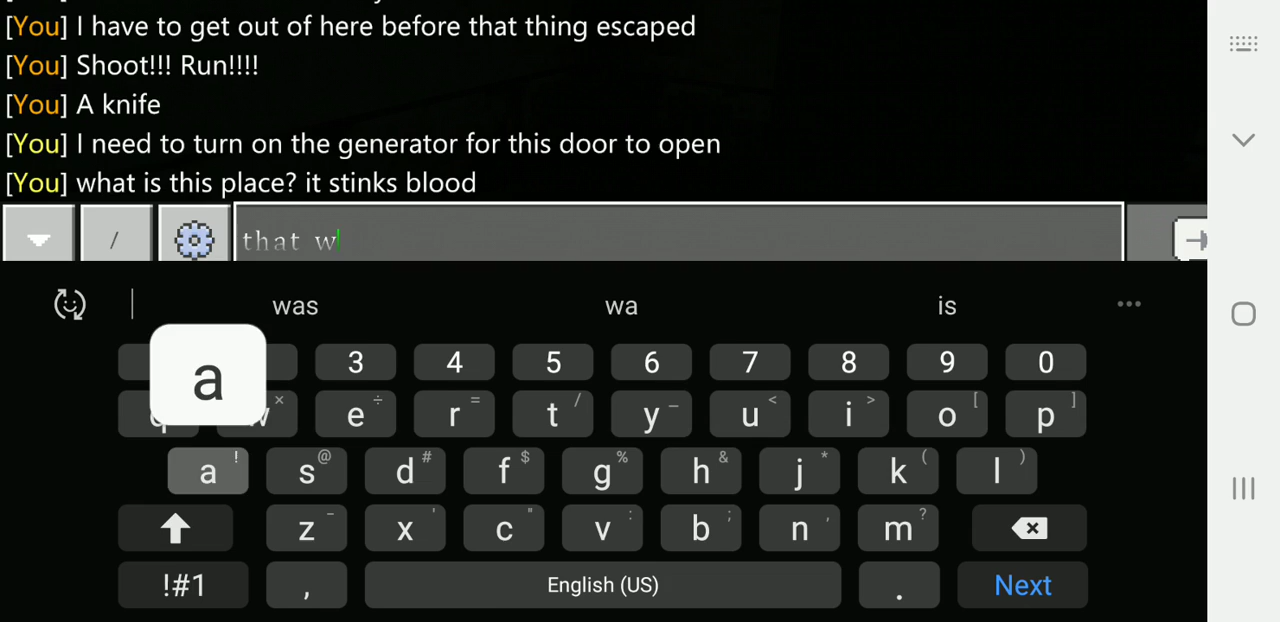 [You] I have to get out of here before that thing escaped
[You] Shoot!!! Run!!!!
[You] A knife
[You] I need to turn on the generator for this door to open
[You] what is this place? it stinks blood
/ that w
was wa is
a
3 4 5 6 7 8 9 0
q w × e ÷ r = t / y _ u < i > o [ p ]
a ! s @ d # f $ g % h & j * k ( l )
z - x ' c " v : b ; n , m ?
!#1 , English (US) . Next